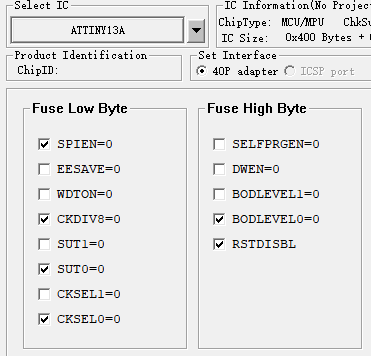 Select IC
ATTINY13A
IC Information(No Projec
ChipType: MCU/MPU ChkSu
IC Size: 0x400 Bytes +
Product Identification
ChipID:
Set Interface
40P adapter
ICSP port
Fuse Low Byte
SPIEN=0
EESAVE=0
WDTON=0
CKDIV8=0
SUT1=0
SUT0=0
CKSEL1=0
CKSEL0=0
Fuse High Byte
SELFPRGEN=0
DWEN=0
BODLEVEL1=0
BODLEVEL0=0
RSTDISBL